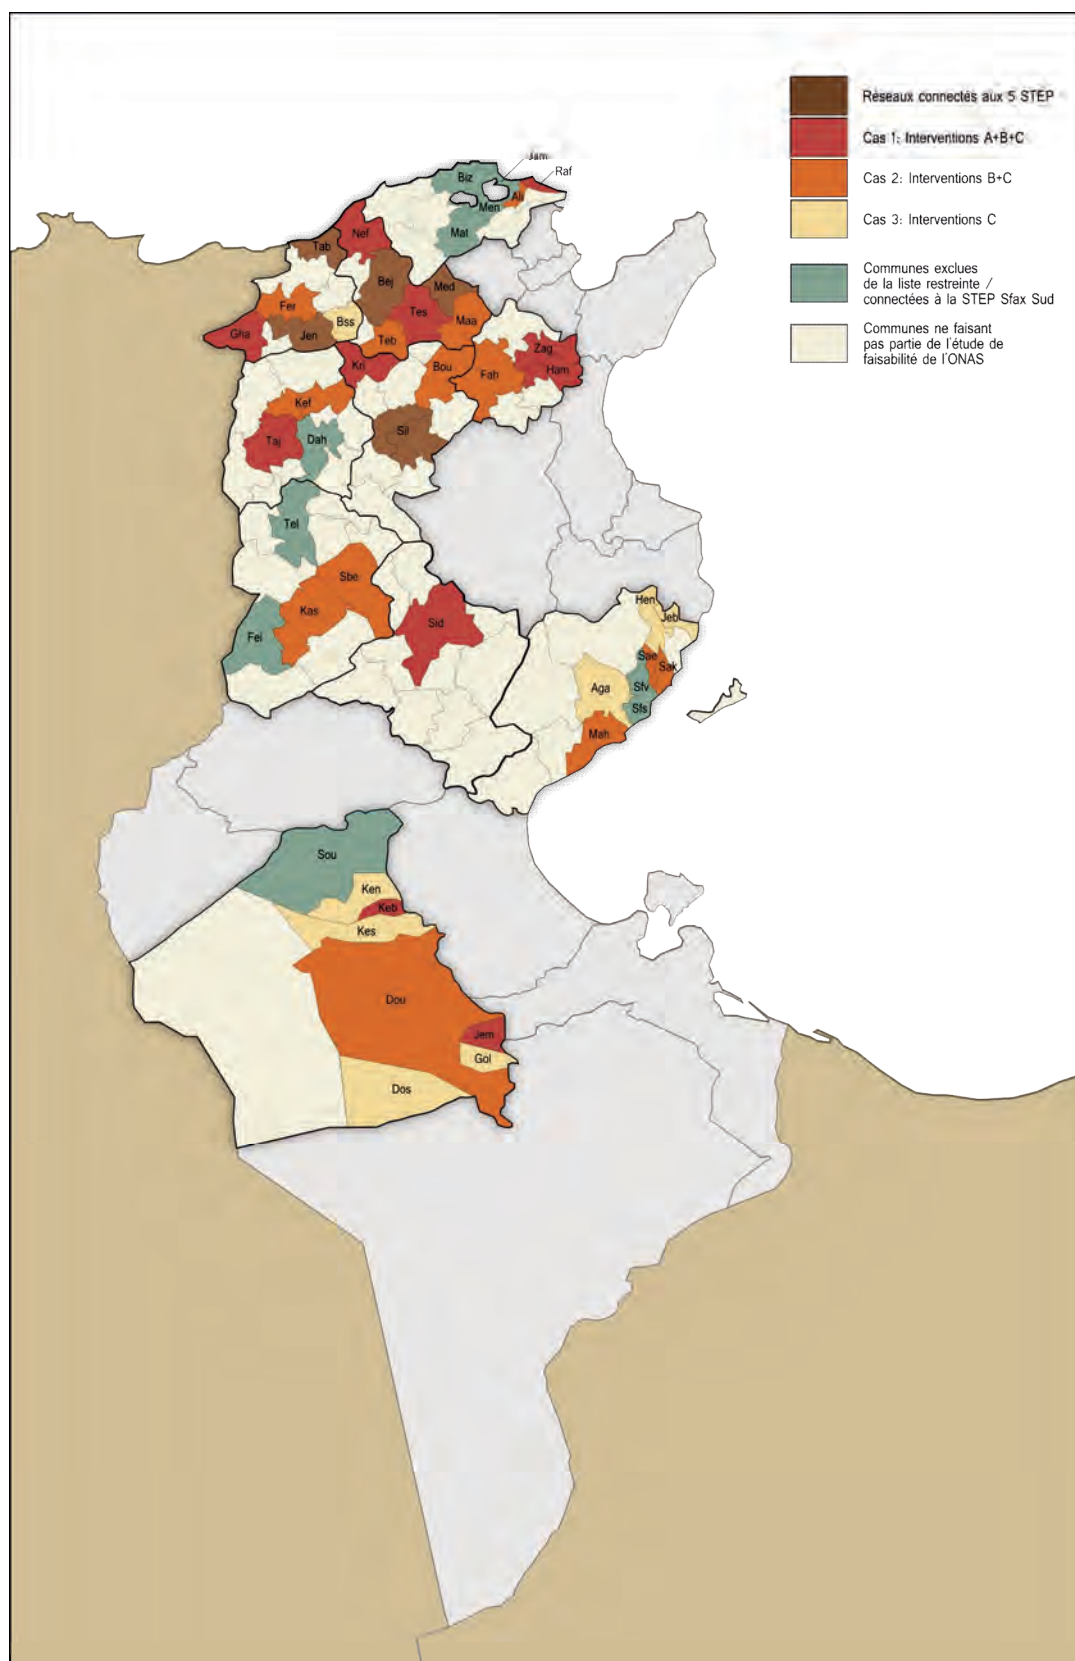 Réseaux connectés aux 5 STEP
Cas 1: Interventions A+B+C
Cas 2: Interventions B+C
Cas 3: Interventions C
Communes exclues
de la liste restreinte /
connectées à la STEP Sfax Sud
Communes ne faisant
pas partie de l'étude de
faisabilité de l'ONAS
Jam
Raf
Biz
Men
Ali
Mat
Nef
Tab
Bej
Med
Tes
Maa
Fer
Bss
Gha
Jen
Teb
Zag
Kri
Bou
Fah
Ham
Kef
Sil
Taj
Dah
Tel
Sbe
Kas
Fei
Sid
Hen
Jeb
Sae
Sak
Sfv
Aga
Sfs
Mah
Sou
Ken
Keb
Kes
Dou
Jem
Gol
Dos